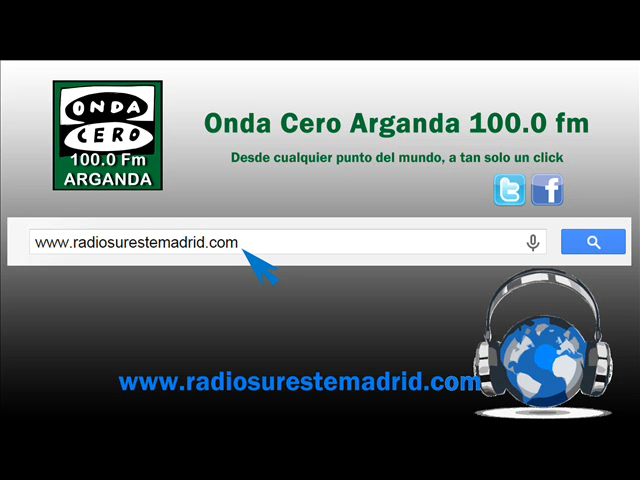 ONDA
CERO
100.0 Fm
ARGANDA
Onda Cero Arganda 100.0 fm
Desde cualquier punto del mundo, a tan solo un click
www.radiosurestemadrid.com
www.radiosurestemadrid.com